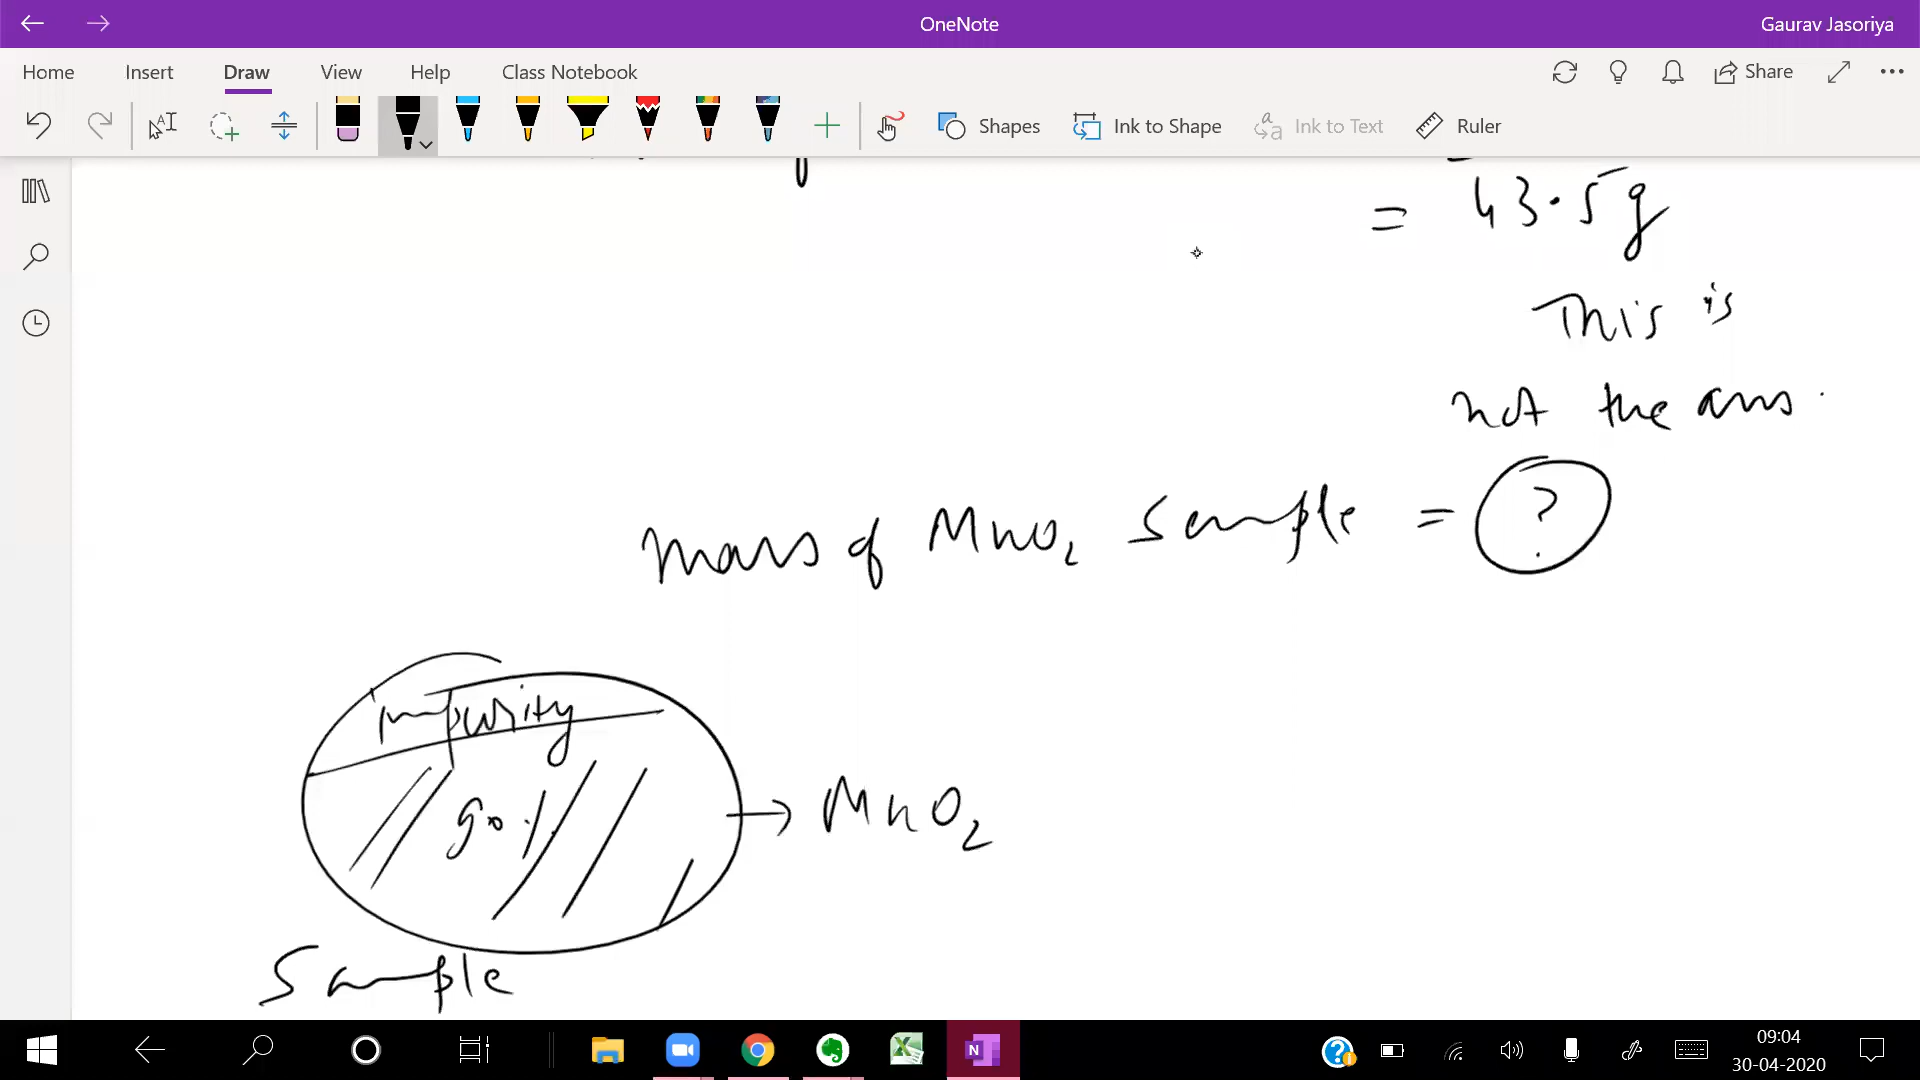 OneNote
Gaurav Jasoriya
Home Insert Draw View Help Class Notebook Share
Shapes Ink to Shape Ink to Text Ruler
= 43.5g
This is
not the ans.
mass of MnO2 sample = ?
impurity
90%
→ MnO2
Sample
09:04
30-04-2020